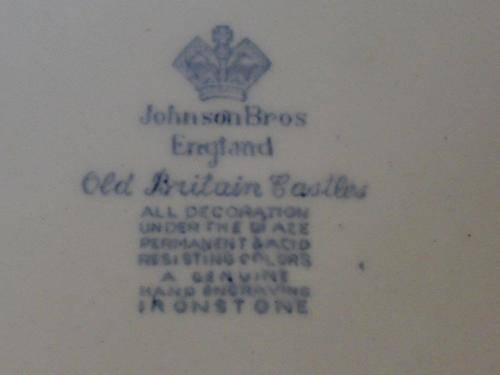 Johnson Bros
England
Old Britain Castles
ALL DECORATION
UNDER THE GLAZE
PERMANENT & ACID
RESISTING COLORS
A GENUINE
HAND ENGRAVING
IRONSTONE